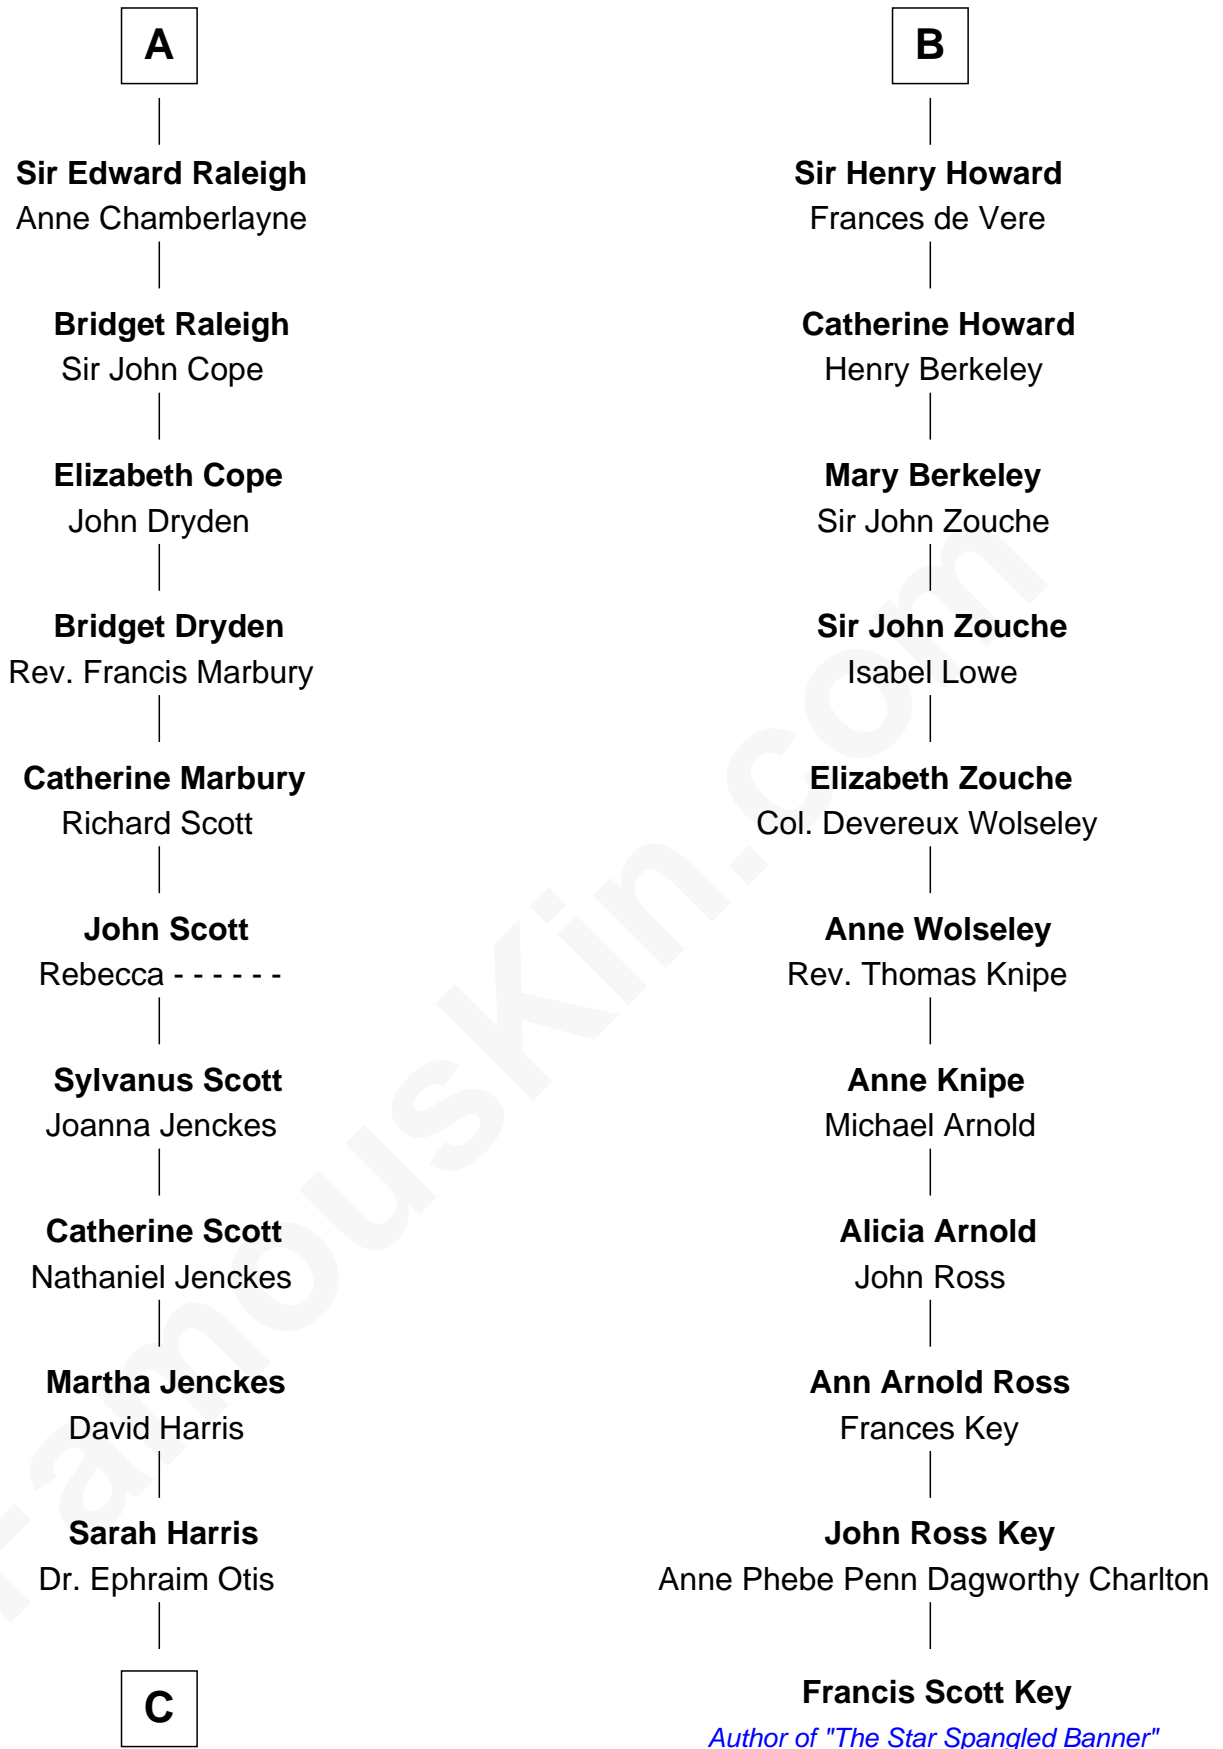 A
Sir Edward Raleigh
Anne Chamberlayne
Bridget Raleigh
Sir John Cope
Elizabeth Cope
John Dryden
Bridget Dryden
Rev. Francis Marbury
Catherine Marbury
Richard Scott
John Scott
Rebecca - - - - - -
Sylvanus Scott
Joanna Jenckes
Catherine Scott
Nathaniel Jenckes
Martha Jenckes
David Harris
Sarah Harris
Dr. Ephraim Otis
C
B
Sir Henry Howard
Frances de Vere
Catherine Howard
Henry Berkeley
Mary Berkeley
Sir John Zouche
Sir John Zouche
Isabel Lowe
Elizabeth Zouche
Col. Devereux Wolseley
Anne Wolseley
Rev. Thomas Knipe
Anne Knipe
Michael Arnold
Alicia Arnold
John Ross
Ann Arnold Ross
Frances Key
John Ross Key
Anne Phebe Penn Dagworthy Charlton
Francis Scott Key
Author of "The Star Spangled Banner"
FamousKin.com